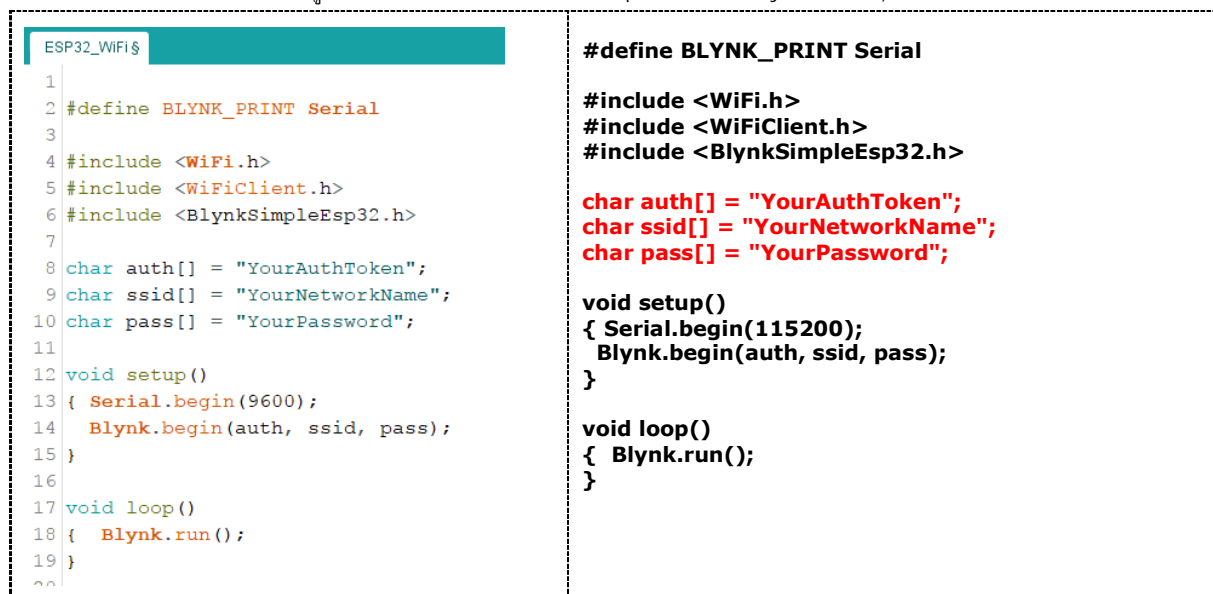 ESP32_WiFi §
1
2 #define BLYNK_PRINT Serial
3
4 #include <WiFi.h>
5 #include <WiFiClient.h>
6 #include <BlynkSimpleEsp32.h>
7
8 char auth[] = "YourAuthToken";
9 char ssid[] = "YourNetworkName";
10 char pass[] = "YourPassword";
11
12 void setup()
13 { Serial.begin(9600);
14   Blynk.begin(auth, ssid, pass);
15 }
16
17 void loop()
18 {  Blynk.run();
19 }
#define BLYNK_PRINT Serial
#include <WiFi.h>
#include <WiFiClient.h>
#include <BlynkSimpleEsp32.h>
char auth[] = "YourAuthToken";
char ssid[] = "YourNetworkName";
char pass[] = "YourPassword";
void setup()
{ Serial.begin(115200);
 Blynk.begin(auth, ssid, pass);
}
void loop()
{  Blynk.run();
}